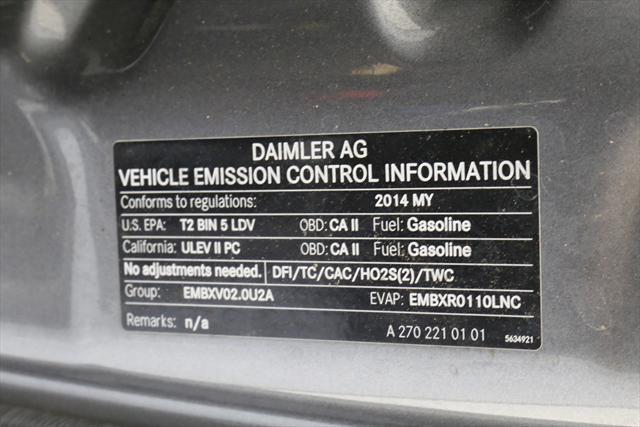 DAIMLER AG
VEHICLE EMISSION CONTROL INFORMATION
Conforms to regulations: 2014 MY
U.S. EPA: T2 BIN 5 LDV OBD: CA II Fuel: Gasoline
California: ULEV II PC OBD: CA II Fuel: Gasoline
No adjustments needed. DFI/TC/CAC/HO2S(2)/TWC
Group: EMBXV02.0U2A EVAP: EMBXR0110LNC
Remarks: n/a A 270 221 01 01 5634921